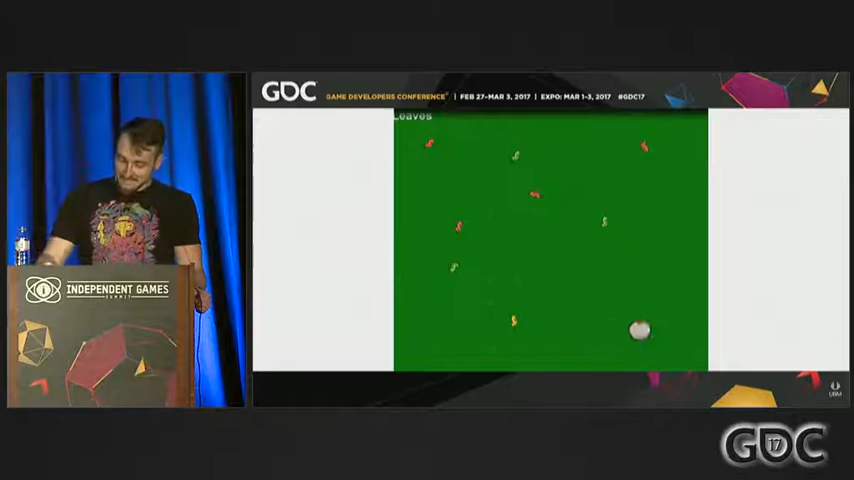 GDC
GAME DEVELOPERS CONFERENCE | FEB 27–MAR 3, 2017 | EXPO: MAR 1–3, 2017 #GDC17
Leaves
i INDEPENDENT GAMES
SUMMIT
UBM
GDC
17